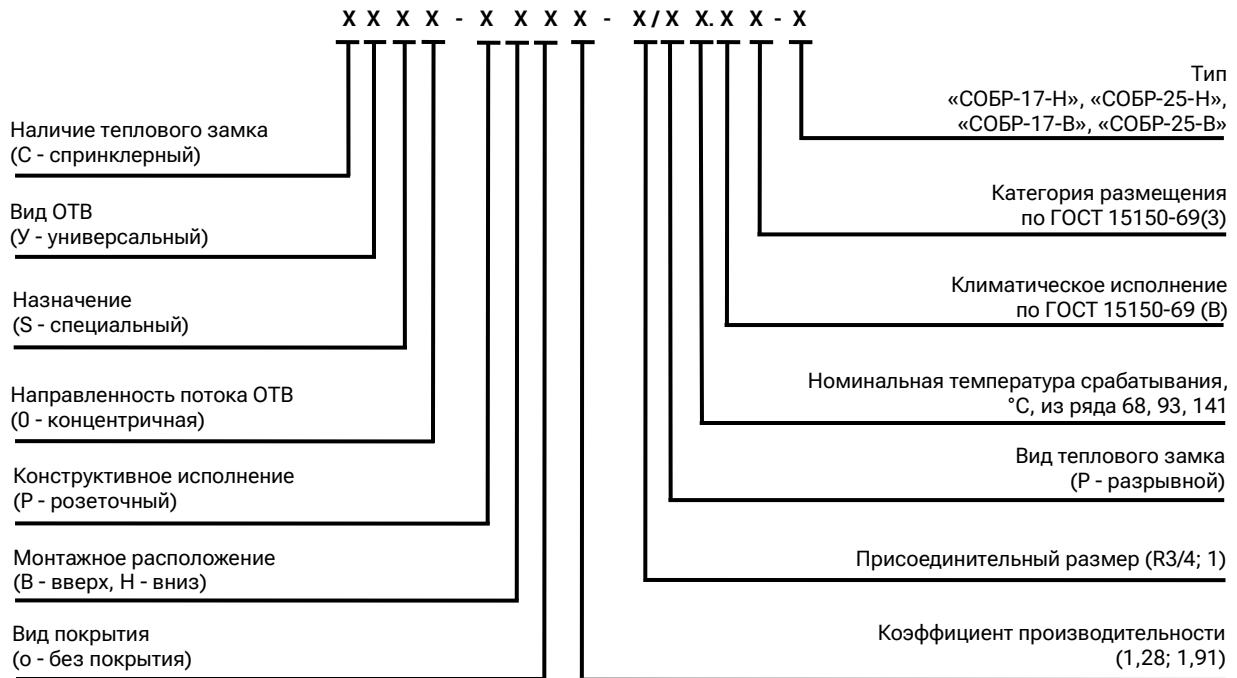 X X X X - X X X X - X / X X. X X - X
Наличие теплового замка
(С - спринклерный)
Вид ОТВ
(У - универсальный)
Назначение
(S - специальный)
Направленность потока ОТВ
(0 - концентричная)
Конструктивное исполнение
(Р - розеточный)
Монтажное расположение
(В - вверх, Н - вниз)
Вид покрытия
(о - без покрытия)
Тип
«СОБР-17-Н», «СОБР-25-Н»,
«СОБР-17-В», «СОБР-25-В»
Категория размещения
по ГОСТ 15150-69(3)
Климатическое исполнение
по ГОСТ 15150-69 (В)
Номинальная температура срабатывания,
°С, из ряда 68, 93, 141
Вид теплового замка
(Р - разрывной)
Присоединительный размер (R3/4; 1)
Коэффициент производительности
(1,28; 1,91)